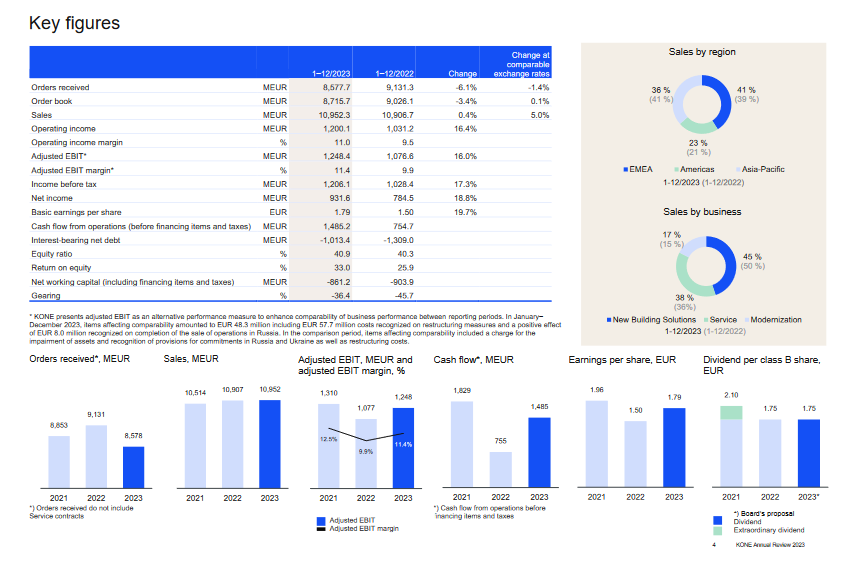 Key figures
1–12/2023 1–12/2022 Change Change at comparable exchange rates
Orders received MEUR 8,577.7 9,131.3 -6.1% -1.4%
Order book MEUR 8,715.7 9,026.1 -3.4% 0.1%
Sales MEUR 10,952.3 10,906.7 0.4% 5.0%
Operating income MEUR 1,200.1 1,031.2 16.4%
Operating income margin % 11.0 9.5
Adjusted EBIT* MEUR 1,248.4 1,076.6 16.0%
Adjusted EBIT margin* % 11.4 9.9
Income before tax MEUR 1,206.1 1,028.4 17.3%
Net income MEUR 931.6 784.5 18.8%
Basic earnings per share EUR 1.79 1.50 19.7%
Cash flow from operations (before financing items and taxes) MEUR 1,485.2 754.7
Interest-bearing net debt MEUR -1,013.4 -1,309.0
Equity ratio % 40.9 40.3
Return on equity % 33.0 25.9
Net working capital (including financing items and taxes) MEUR -861.2 -903.9
Gearing % -36.4 -45.7
* KONE presents adjusted EBIT as an alternative performance measure to enhance comparability of business performance between reporting periods. In January–
December 2023, items affecting comparability amounted to EUR 48.3 million including EUR 57.7 million costs recognized on restructuring measures and a positive effect
of EUR 8.0 million recognized on completion of the sale of operations in Russia. In the comparison period, items affecting comparability included a charge for the
impairment of assets and recognition of provisions for commitments in Russia and Ukraine as well as restructuring costs.
Sales by region
36 %
(41 %)
41 %
(39 %)
23 %
(21 %)
EMEA Americas Asia-Pacific
1-12/2023 (1-12/2022)
Sales by business
17 %
(15 %)
45 %
(50 %)
38 %
(36%)
New Building Solutions Service Modernization
1-12/2023 (1-12/2022)
Orders received*, MEUR
8,853
9,131
8,578
2021 2022 2023
*) Orders received do not include
Service contracts
Sales, MEUR
10,514 10,907 10,952
2021 2022 2023
Adjusted EBIT, MEUR and
adjusted EBIT margin, %
1,310
1,077
1,248
12.5%
9.9%
11.4%
2021 2022 2023
Adjusted EBIT
Adjusted EBIT margin
Cash flow*, MEUR
1,829
755
1,485
2021 2022 2023
*) Cash flow from operations before
financing items and taxes
Earnings per share, EUR
1.96
1.50
1.79
2021 2022 2023
Dividend per class B share,
EUR
2.10
1.75 1.75
2021 2022 2023*
*) Board's proposal
Dividend
Extraordinary dividend
4 KONE Annual Review 2023